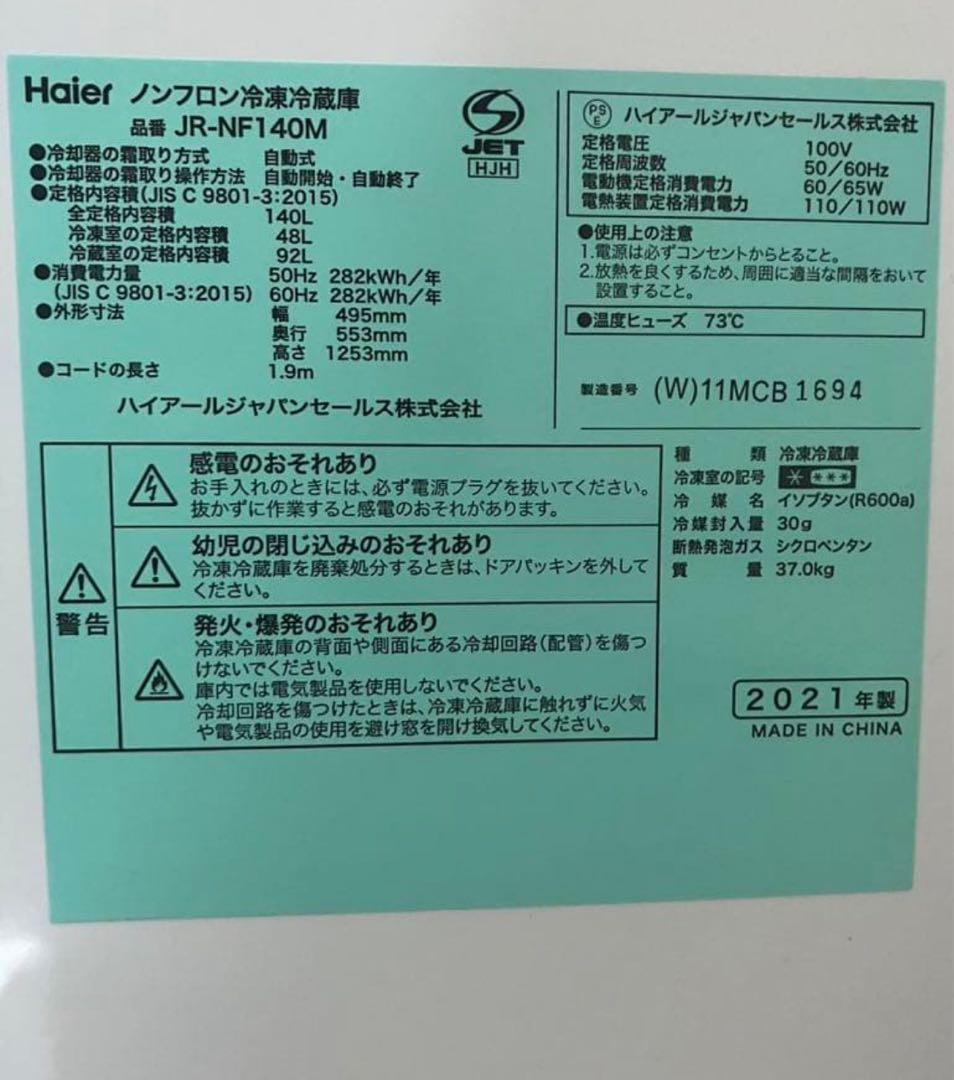 Haier ノンフロン冷凍冷蔵庫
品番 JR-NF140M
●冷却器の霜取り方式 自動式
●冷却器の霜取り操作方法 自動開始・自動終了
●定格内容積(JIS C 9801-3:2015)
全定格内容積 140L
冷凍室の定格内容積 48L
冷蔵室の定格内容積 92L
●消費電力量 50Hz 282kWh/年
(JIS C 9801-3:2015) 60Hz 282kWh/年
●外形寸法 幅 495mm
奥行 553mm
高さ 1253mm
●コードの長さ 1.9m
ハイアールジャパンセールス株式会社
JET
HJH
PS
E
ハイアールジャパンセールス株式会社
定格電圧 100V
定格周波数 50/60Hz
電動機定格消費電力 60/65W
電熱装置定格消費電力 110/110W
●使用上の注意
1.電源は必ずコンセントからとること。
2.放熱を良くするため、周囲に適当な間隔をおいて
設置すること。
●温度ヒューズ 73℃
製造番号 (W)11MCB1694
警告
感電のおそれあり
お手入れのときには、必ず電源プラグを抜いてください。
抜かずに作業すると感電のおそれがあります。
幼児の閉じ込みのおそれあり
冷凍冷蔵庫を廃棄処分するときは、ドアパッキンを外して
ください。
発火・爆発のおそれあり
冷凍冷蔵庫の背面や側面にある冷却回路(配管)を傷つ
けないでください。
庫内では電気製品を使用しないでください。
冷却回路を傷つけたときは、冷凍冷蔵庫に触れずに火気
や電気製品の使用を避け窓を開け換気してください。
種類 冷凍冷蔵庫
冷凍室の記号 * ***
冷媒名 イソブタン(R600a)
冷媒封入量 30g
断熱発泡ガス シクロペンタン
質量 37.0kg
2021年製
MADE IN CHINA